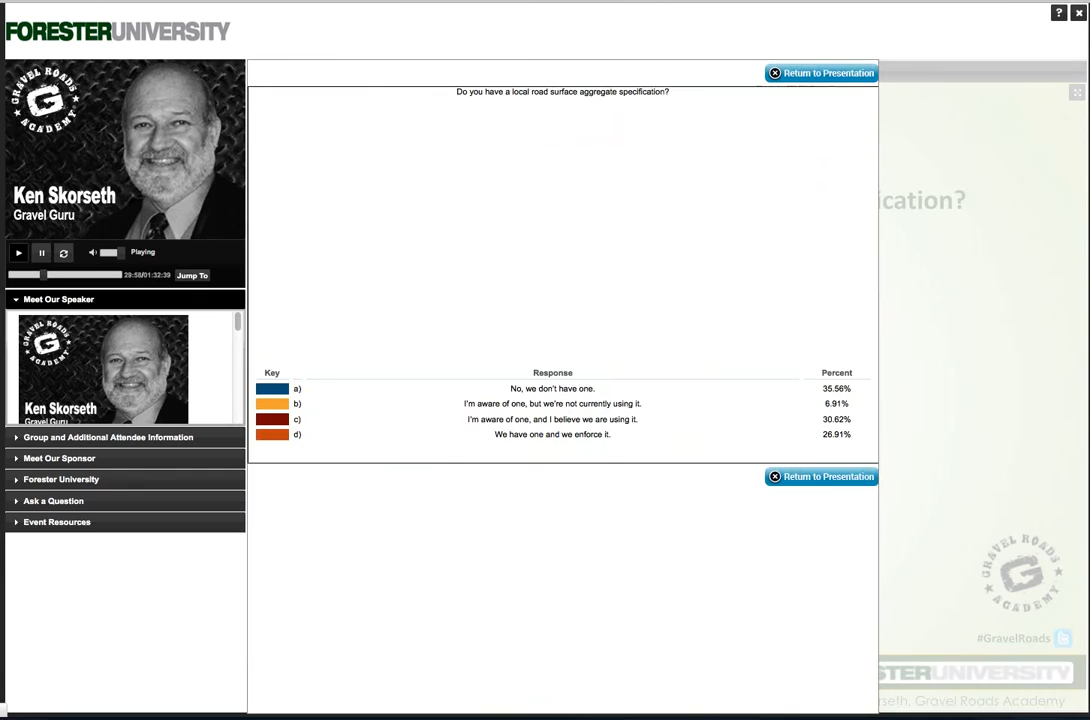 FORESTERUNIVERSITY
? ×
GRAVEL ROADS
G
ACADEMY
Ken Skorseth
Gravel Guru
Playing
29:58/01:32:39 Jump To
Meet Our Speaker
GRAVEL ROADS
G
ACADEMY
Ken Skorseth
Gravel Guru
Group and Additional Attendee Information
Meet Our Sponsor
Forester University
Ask a Question
Event Resources
Return to Presentation
Do you have a local road surface aggregate specification?
Key Response Percent
a) No, we don't have one. 35.56%
b) I'm aware of one, but we're not currently using it. 6.91%
c) I'm aware of one, and I believe we are using it. 30.62%
d) We have one and we enforce it. 26.91%
Return to Presentation
ication?
GRAVEL ROADS
G
ACADEMY
#GravelRoads
STERUNIVERSITY
rseth, Gravel Roads Academy